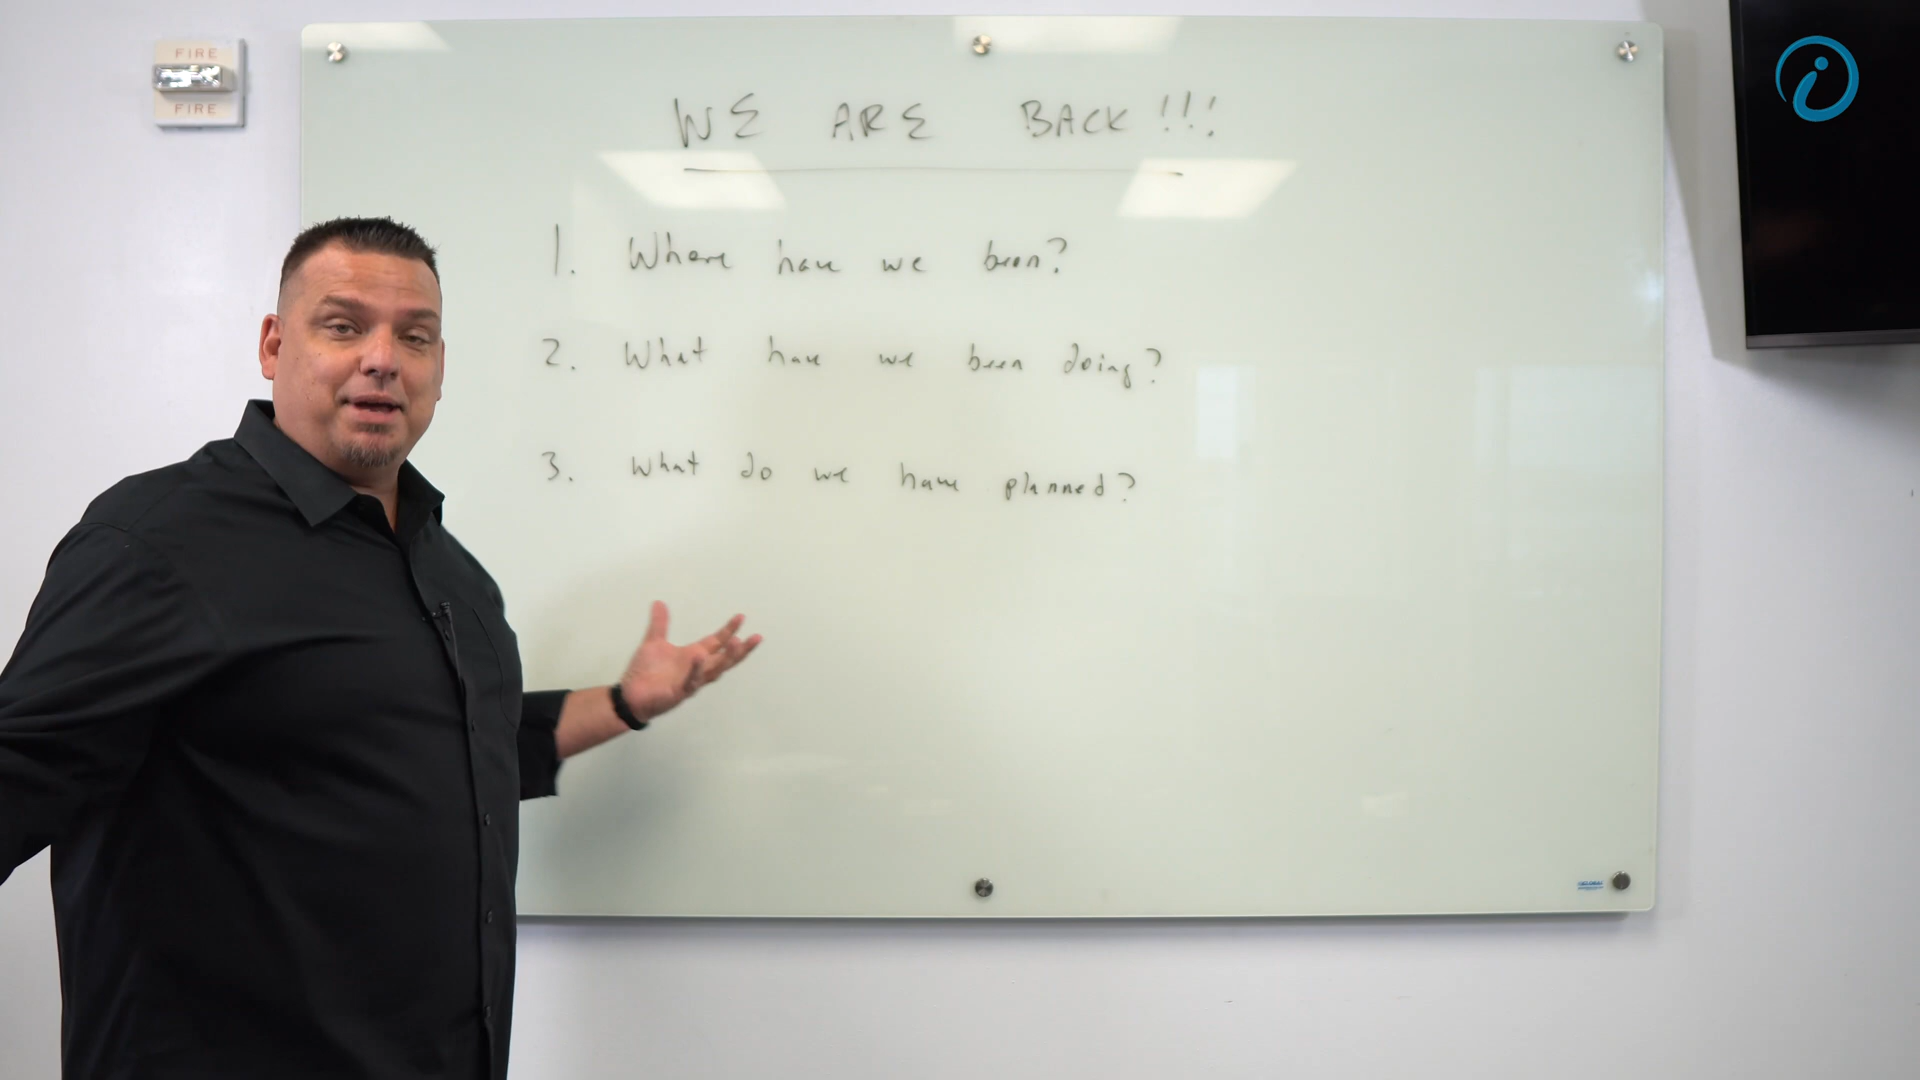 FIRE
FIRE
WE ARE BACK!!!
1. Where have we been?
2. What have we been doing?
3. What do we have planned?